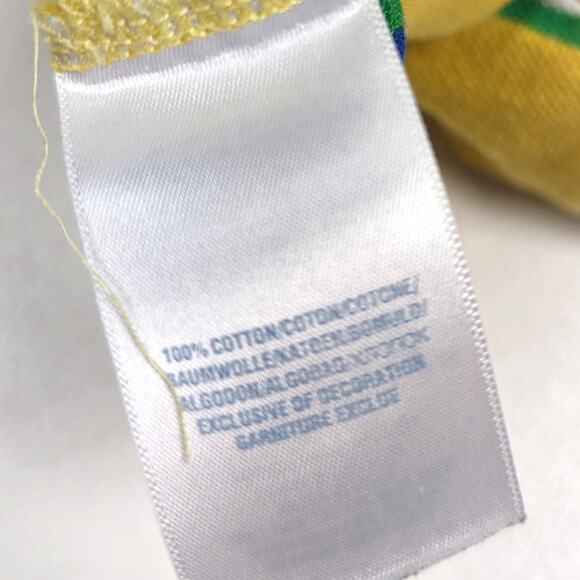 100% COTTON/COTON/COTONE/
BAUMWOLLE/KATOEN/BOMULD/
ALGODON/ALGODAO/
EXCLUSIVE OF DECORATION
GARNITURE EXCLUE